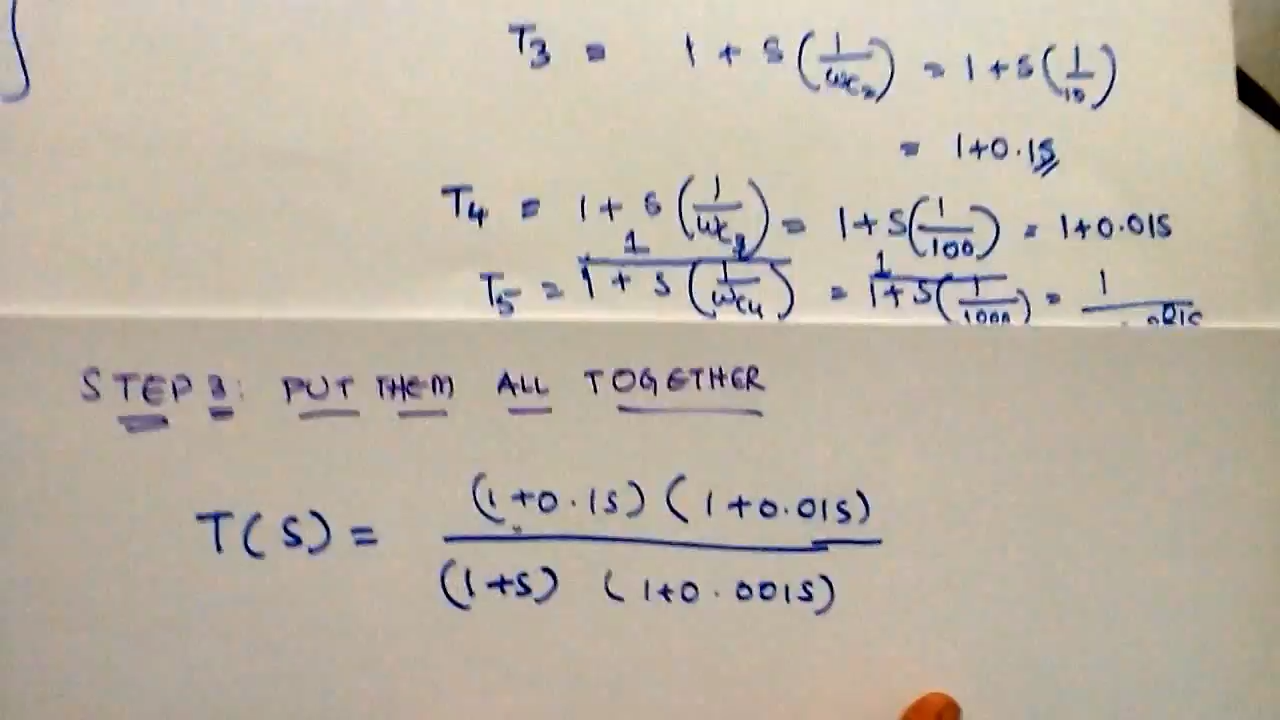 T3 = 1 + S(1/ωc2) = 1 + S(1/10)
= 1+0.1S
T4 = 1 + S(1/ωc3) = 1 + S(1/100) = 1+0.01S
T5 = 1/(1 + S(1/ωc4)) = 1/(1+S(1/1000)) = 1/
STEP 3: PUT THEM ALL TOGETHER
T(S) = (1+0.1S) (1+0.01S) / (1+S) (1+0.001S)